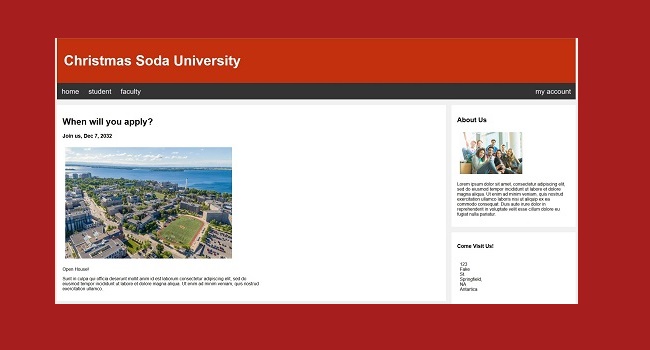 Christmas Soda University
home student faculty my account
When will you apply?
Join us, Dec 7, 2032
Open House!
Sunt in culpa qui officia deserunt mollit anim id est laborum consectetur adipiscing elit, sed do
eiusmod tempor incididunt ut labore et dolore magna aliqua. Ut enim ad minim veniam, quis nostrud
exercitation ullamco.
About Us
Lorem ipsum dolor sit amet, consectetur adipiscing elit,
sed do eiusmod tempor incididunt ut labore et dolore
magna aliqua. Ut enim ad minim veniam, quis nostrud
exercitation ullamco laboris nisi ut aliquip ex ea
commodo consequat. Duis aute irure dolor in
reprehenderit in voluptate velit esse cillum dolore eu
fugiat nulla pariatur.
Come Visit Us!
123
Fake
St.
Springfield,
NA
Antartica